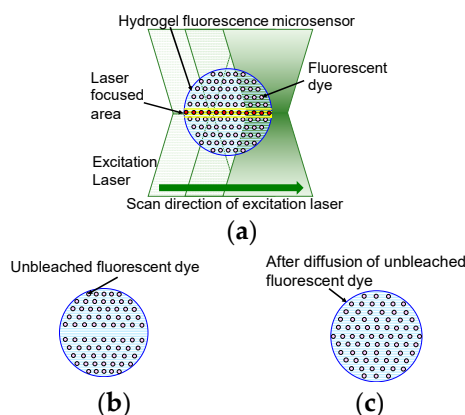 Hydrogel fluorescence microsensor
Laser
focused
area
Fluorescent
dye
Excitation
Laser
Scan direction of excitation laser
(a)
Unbleached fluorescent dye
After diffusion of unbleached
fluorescent dye
(b)
(c)